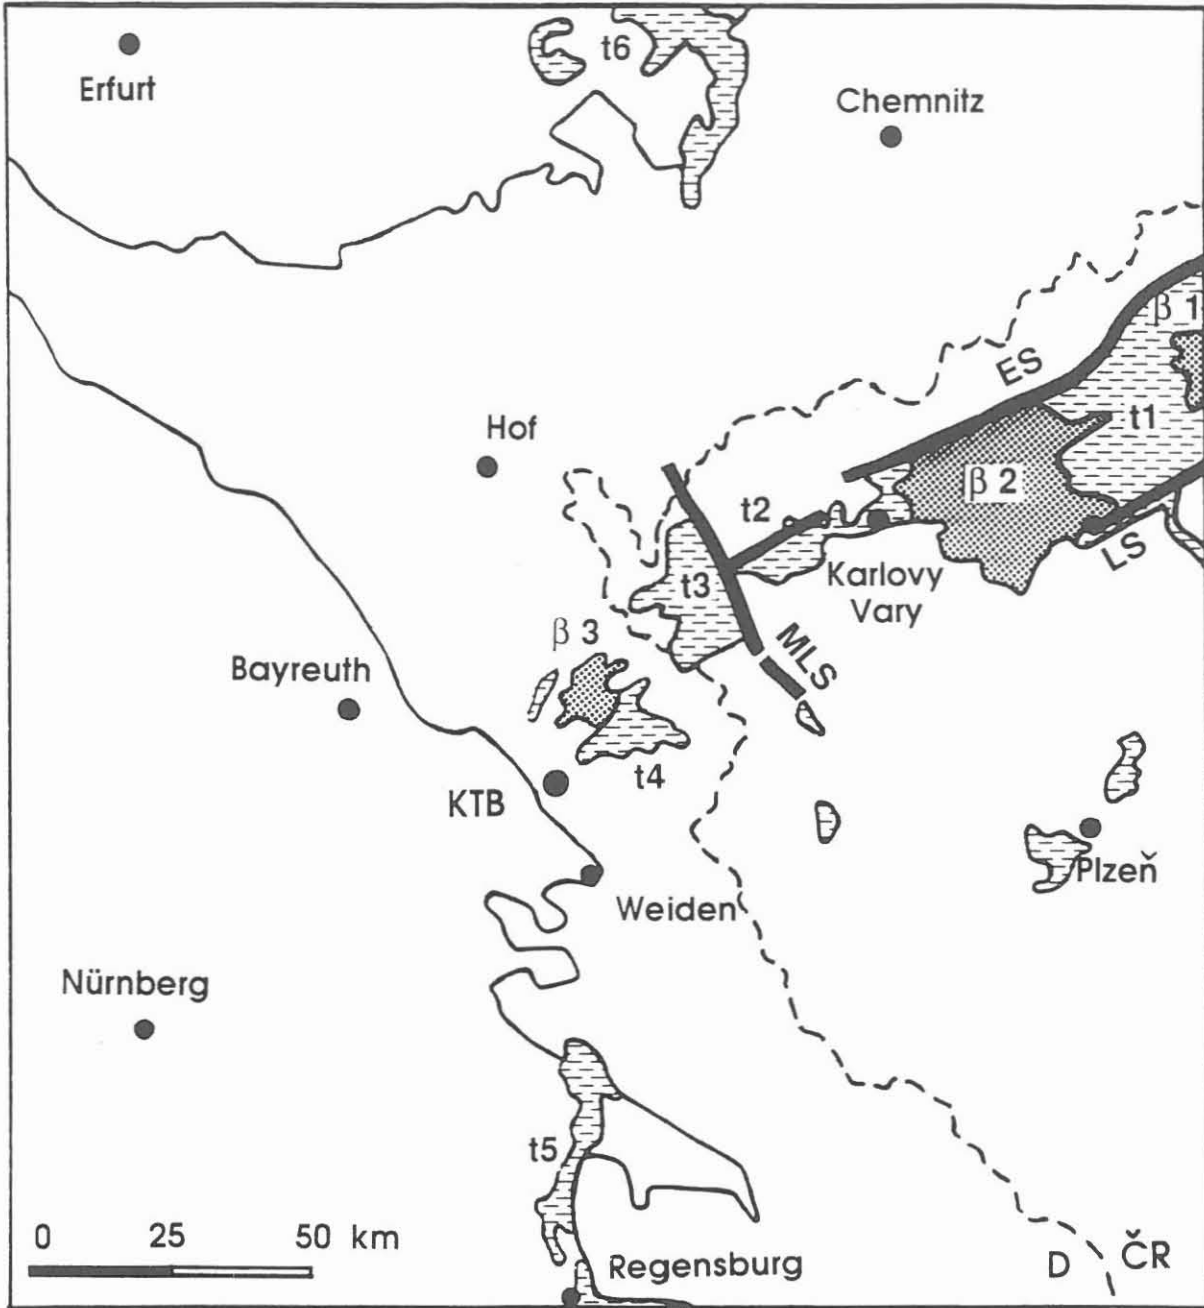 t6
Erfurt
Chemnitz
β 1
ES
t1
Hof
β 2
t2
LS
t3
Karlovy
Vary
β 3
MLS
Bayreuth
t4
KTB
Plzeň
Weiden
Nürnberg
t5
0 25 50 km
Regensburg
D ČR